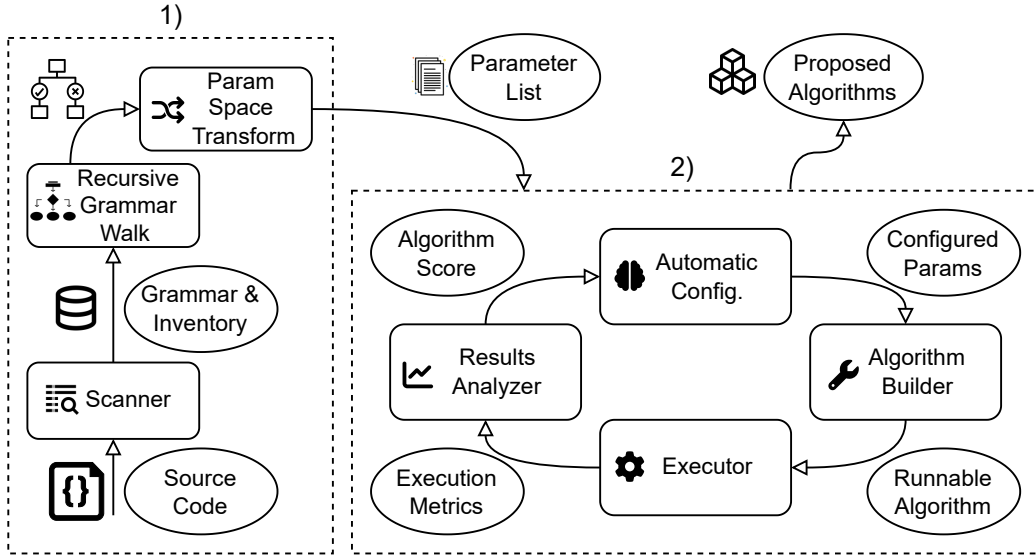 1)
Param
Space
Transform
Recursive
Grammar
Walk
Grammar &
Inventory
Scanner
{}
Source
Code
Parameter
List
Proposed
Algorithms
2)
Algorithm
Score
Automatic
Config.
Configured
Params
Results
Analyzer
Algorithm
Builder
Execution
Metrics
Executor
Runnable
Algorithm